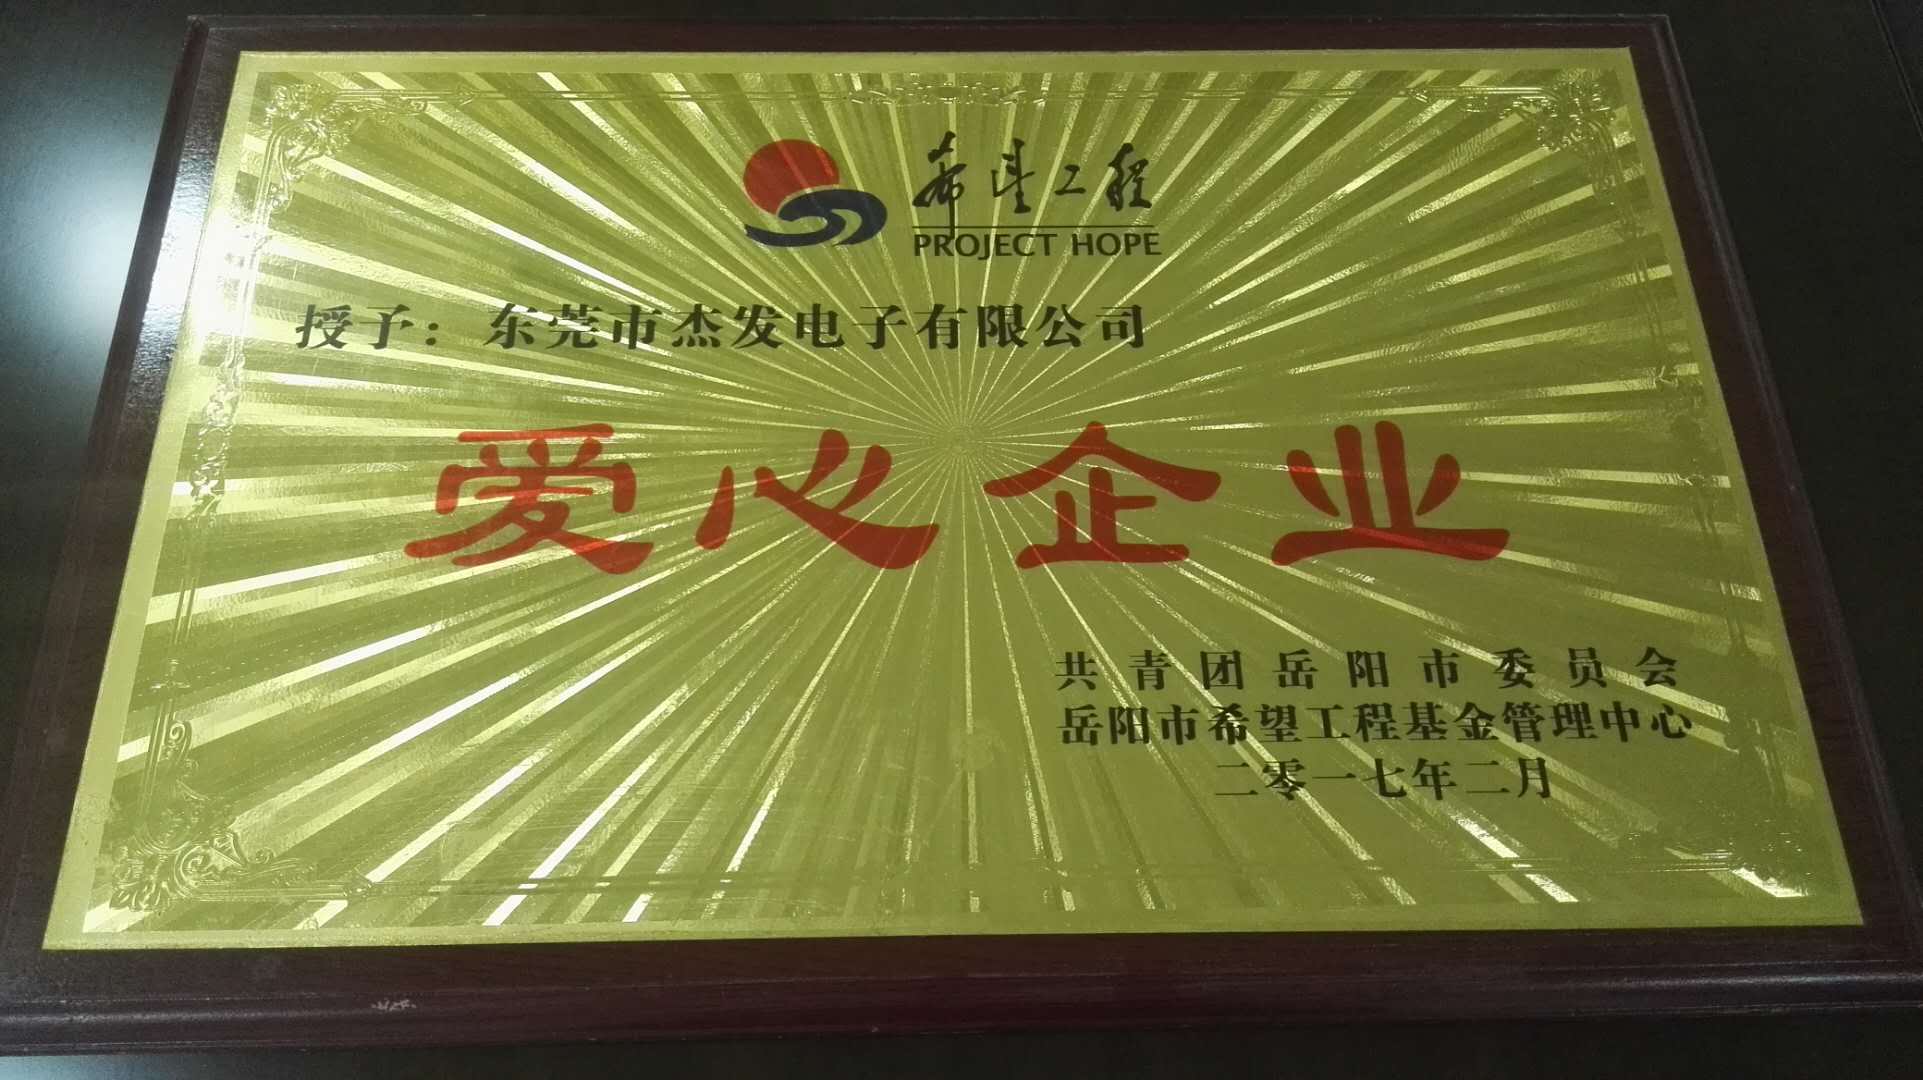 希望工程
PROJECT HOPE
授予：东莞市杰发电子有限公司
爱心企业
共青团岳阳市委员会
岳阳市希望工程基金管理中心
二零一七年二月